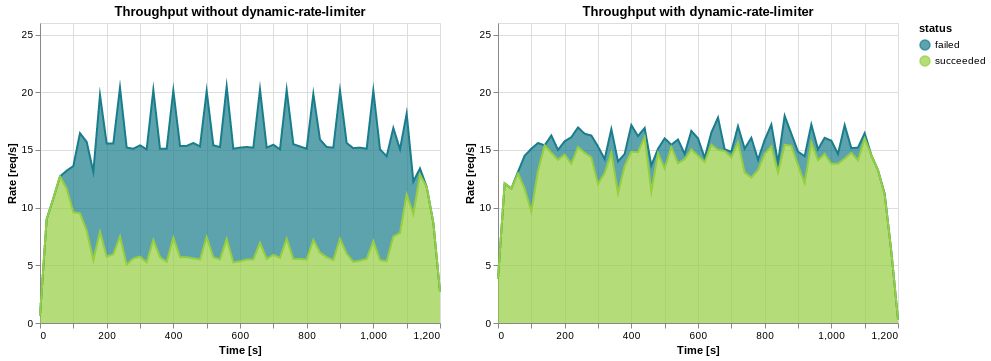 Throughput without dynamic-rate-limiter
25
20
15
10
5
0
Rate [req/s]
0 200 400 600 800 1,000 1,200
Time [s]
Throughput with dynamic-rate-limiter
25
20
15
10
5
0
Rate [req/s]
0 200 400 600 800 1,000 1,200
Time [s]
status
failed
succeeded